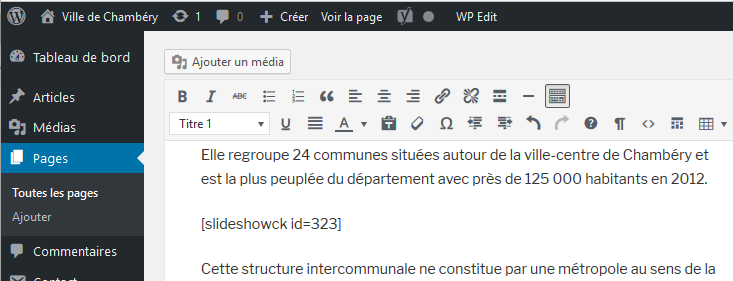 Ville de Chambéry 1 0 + Créer Voir la page WP Edit
Tableau de bord
Ajouter un média
Articles
B I ABC
Médias
Titre 1 U A Ω ? ¶ <>
Pages
Elle regroupe 24 communes situées autour de la ville-centre de Chambéry et
est la plus peuplée du département avec près de 125 000 habitants en 2012.
Toutes les pages
Ajouter
[slideshowck id=323]
Commentaires
Cette structure intercommunale ne constitue par une métropole au sens de la
Contact